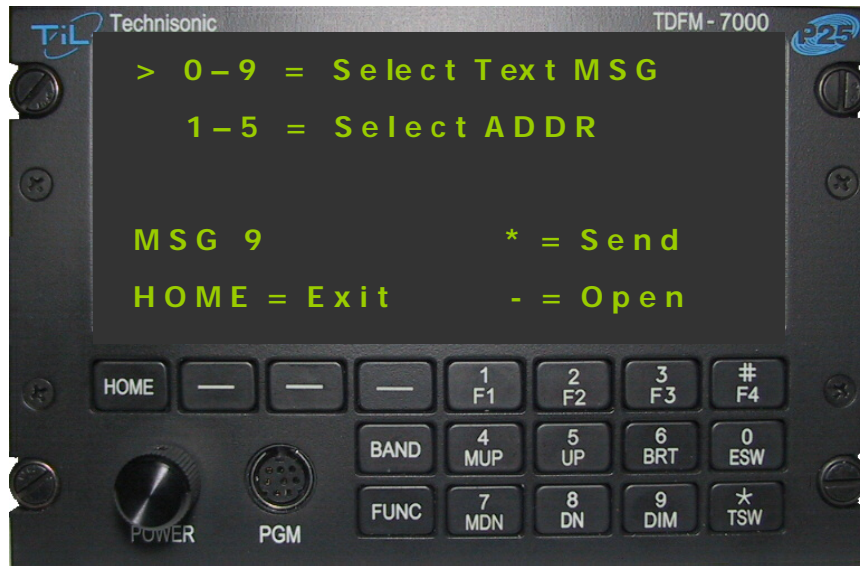 TiL Technisonic TDFM - 7000 P25
> 0 – 9 = Select Text MSG
1 – 5 = Select ADDR
MSG 9 * = Send
HOME = Exit - = Open
HOME — — — 1 F1 2 F2 3 F3 # F4
BAND 4 MUP 5 UP 6 BRT 0 ESW
FUNC 7 MDN 8 DN 9 DIM * TSW
POWER PGM